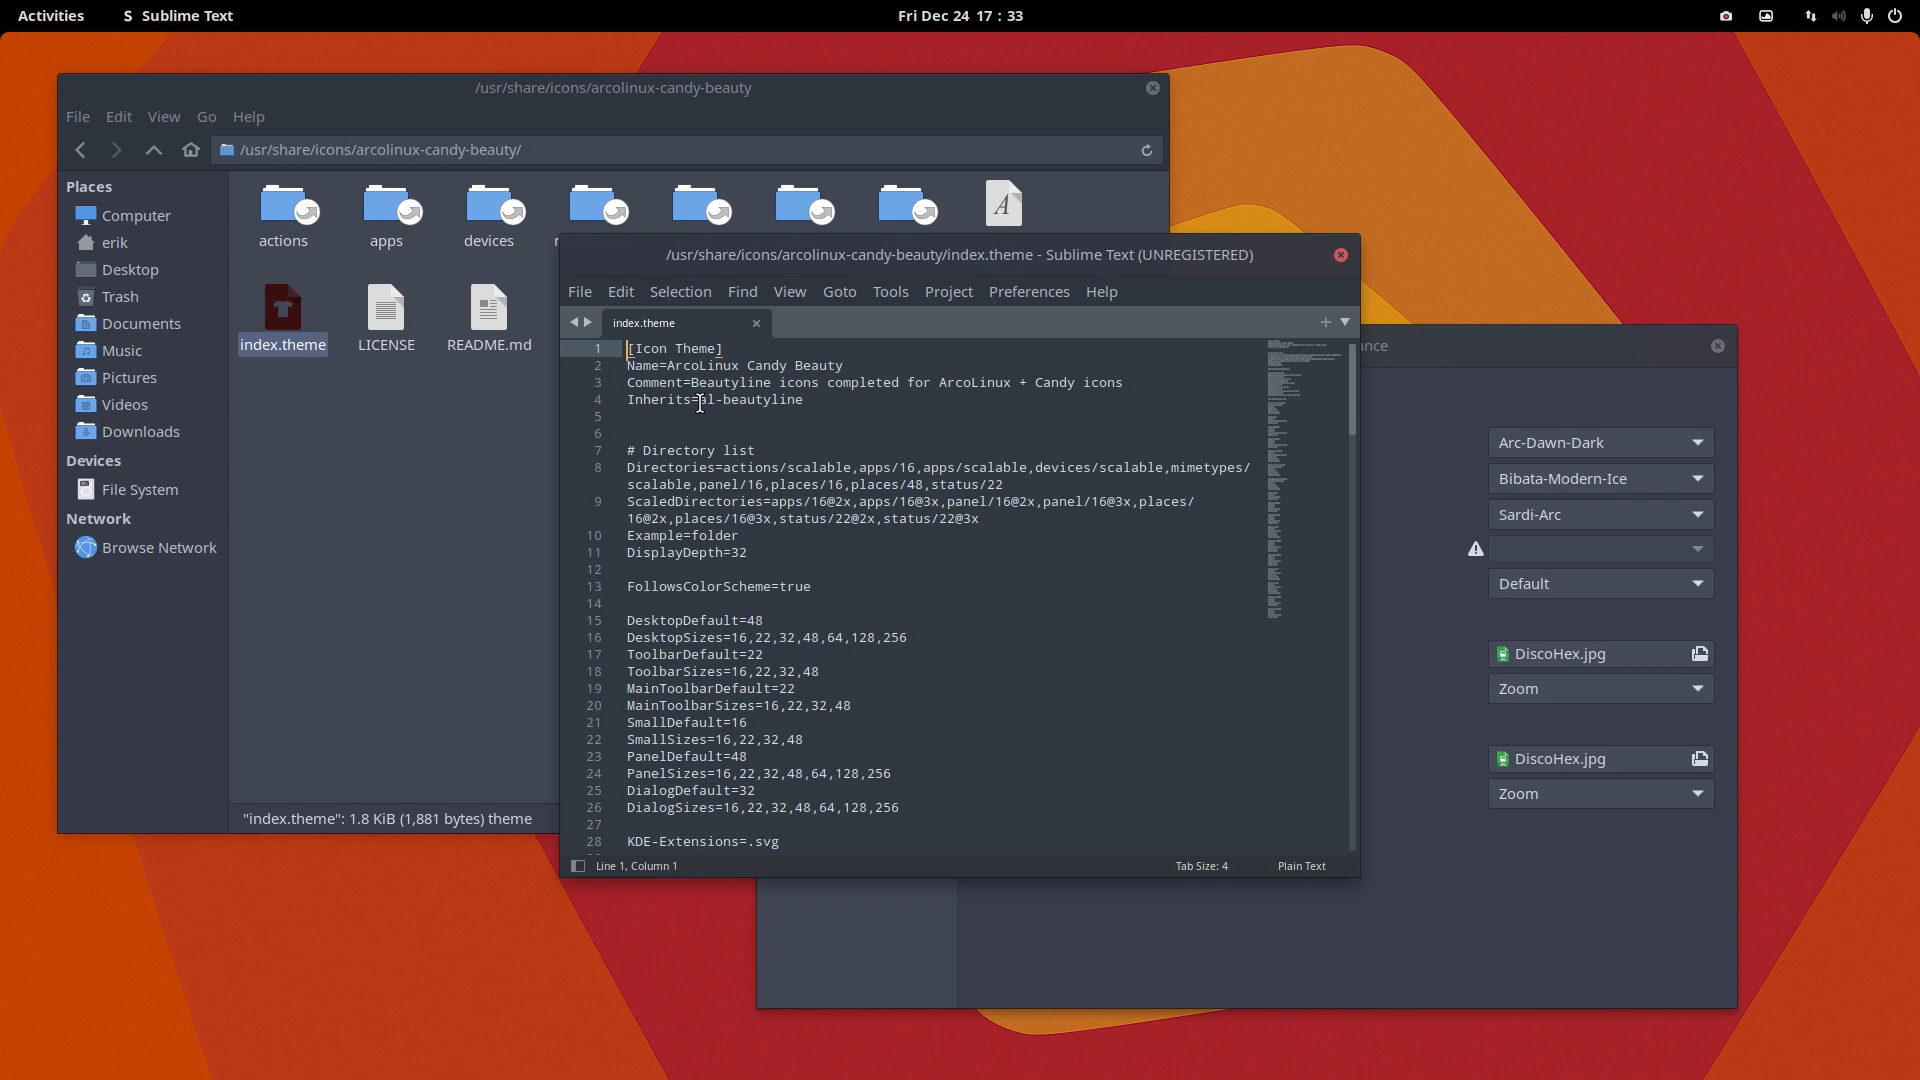 Activities
Sublime Text
Fri Dec 24 17 : 33
/usr/share/icons/arcolinux-candy-beauty
File Edit View Go Help
/usr/share/icons/arcolinux-candy-beauty/
Places
Computer
erik
Desktop
Trash
Documents
Music
Pictures
Videos
Downloads
Devices
File System
Network
Browse Network
actions
apps
devices
index.theme
LICENSE
README.md
"index.theme": 1.8 KiB (1,881 bytes) theme
/usr/share/icons/arcolinux-candy-beauty/index.theme - Sublime Text (UNREGISTERED)
File Edit Selection Find View Goto Tools Project Preferences Help
index.theme
1 [Icon Theme]
2 Name=ArcoLinux Candy Beauty
3 Comment=Beautyline icons completed for ArcoLinux + Candy icons
4 Inherits=al-beautyline
5
6
7 # Directory list
8 Directories=actions/scalable,apps/16,apps/scalable,devices/scalable,mimetypes/
scalable,panel/16,places/16,places/48,status/22
9 ScaledDirectories=apps/16@2x,apps/16@3x,panel/16@2x,panel/16@3x,places/
16@2x,places/16@3x,status/22@2x,status/22@3x
10 Example=folder
11 DisplayDepth=32
12
13 FollowsColorScheme=true
14
15 DesktopDefault=48
16 DesktopSizes=16,22,32,48,64,128,256
17 ToolbarDefault=22
18 ToolbarSizes=16,22,32,48
19 MainToolbarDefault=22
20 MainToolbarSizes=16,22,32,48
21 SmallDefault=16
22 SmallSizes=16,22,32,48
23 PanelDefault=48
24 PanelSizes=16,22,32,48,64,128,256
25 DialogDefault=32
26 DialogSizes=16,22,32,48,64,128,256
27
28 KDE-Extensions=.svg
Line 1, Column 1
Tab Size: 4
Plain Text
ance
Arc-Dawn-Dark
Bibata-Modern-Ice
Sardi-Arc
Default
DiscoHex.jpg
Zoom
DiscoHex.jpg
Zoom